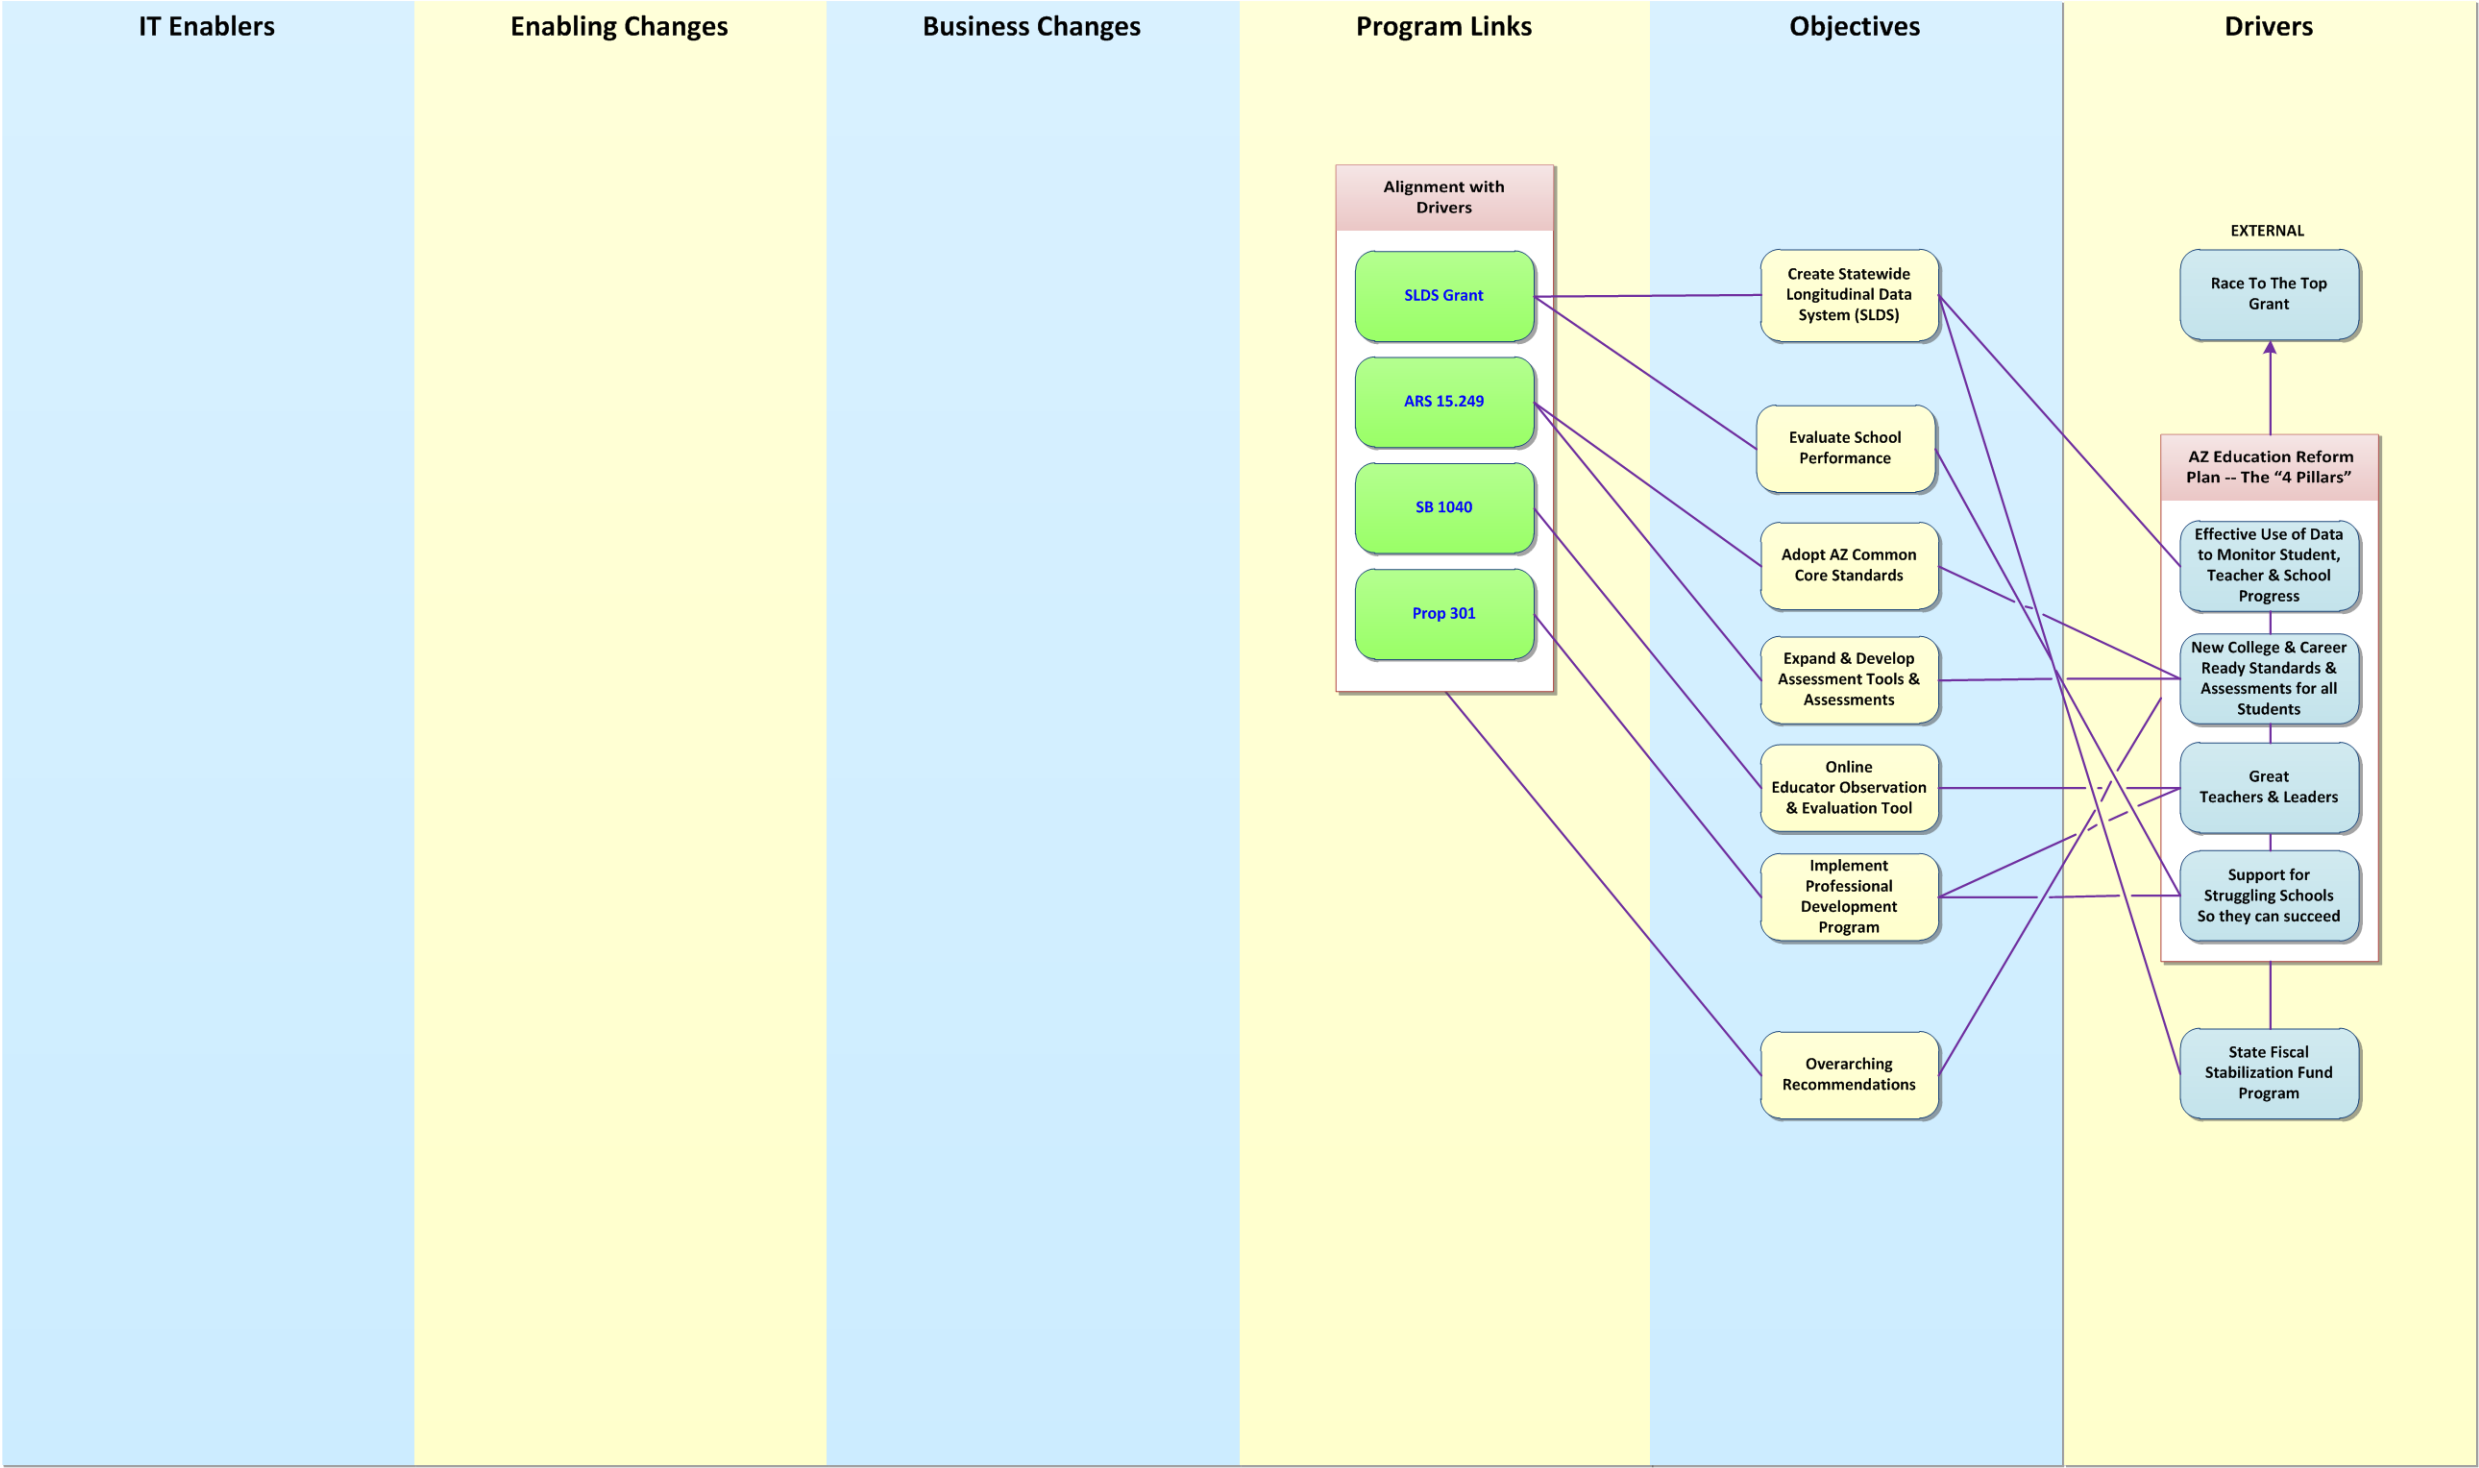 IT Enablers
Enabling Changes
Business Changes
Program Links
Objectives
Drivers
Alignment with
Drivers
SLDS Grant
ARS 15.249
SB 1040
Prop 301
Create Statewide
Longitudinal Data
System (SLDS)
Evaluate School
Performance
Adopt AZ Common
Core Standards
Expand & Develop
Assessment Tools &
Assessments
Online
Educator Observation
& Evaluation Tool
Implement
Professional
Development
Program
Overarching
Recommendations
EXTERNAL
Race To The Top
Grant
AZ Education Reform
Plan -- The “4 Pillars”
Effective Use of Data
to Monitor Student,
Teacher & School
Progress
New College & Career
Ready Standards &
Assessments for all
Students
Great
Teachers & Leaders
Support for
Struggling Schools
So they can succeed
State Fiscal
Stabilization Fund
Program